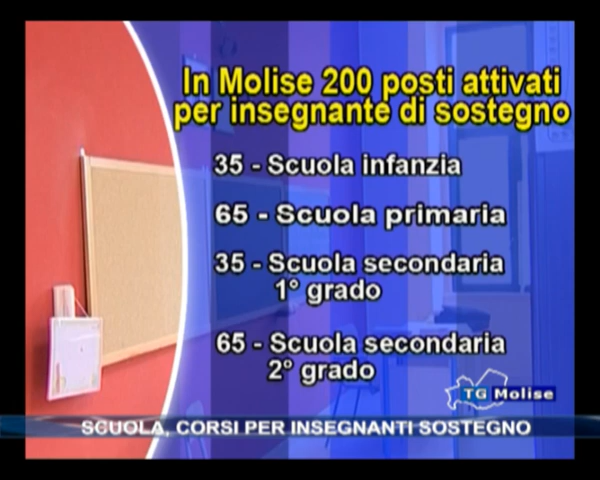 In Molise 200 posti attivati
per insegnante di sostegno
35 - Scuola infanzia
65 - Scuola primaria
35 - Scuola secondaria
1° grado
65 - Scuola secondaria
2° grado
TG Molise
SCUOLA, CORSI PER INSEGNANTI SOSTEGNO